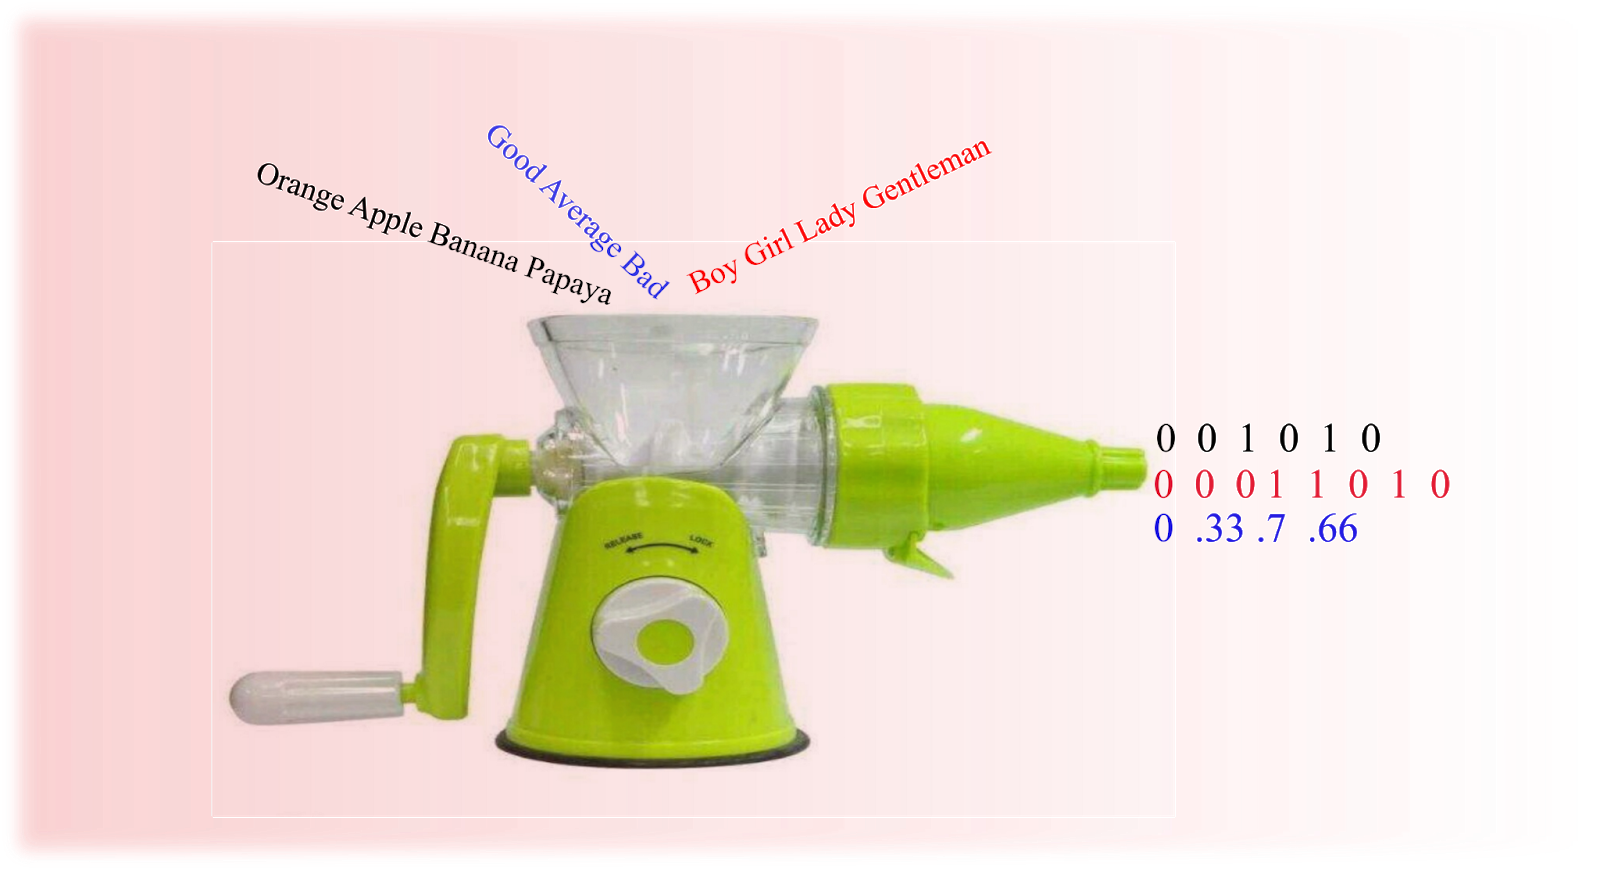 Good Average Bad
Orange Apple Banana Papaya
Boy Girl Lady Gentleman
0 0 1 0 1 0
0 0 0 1 1 0 1 0
0 .33 .7 .66
RELEASE LOCK